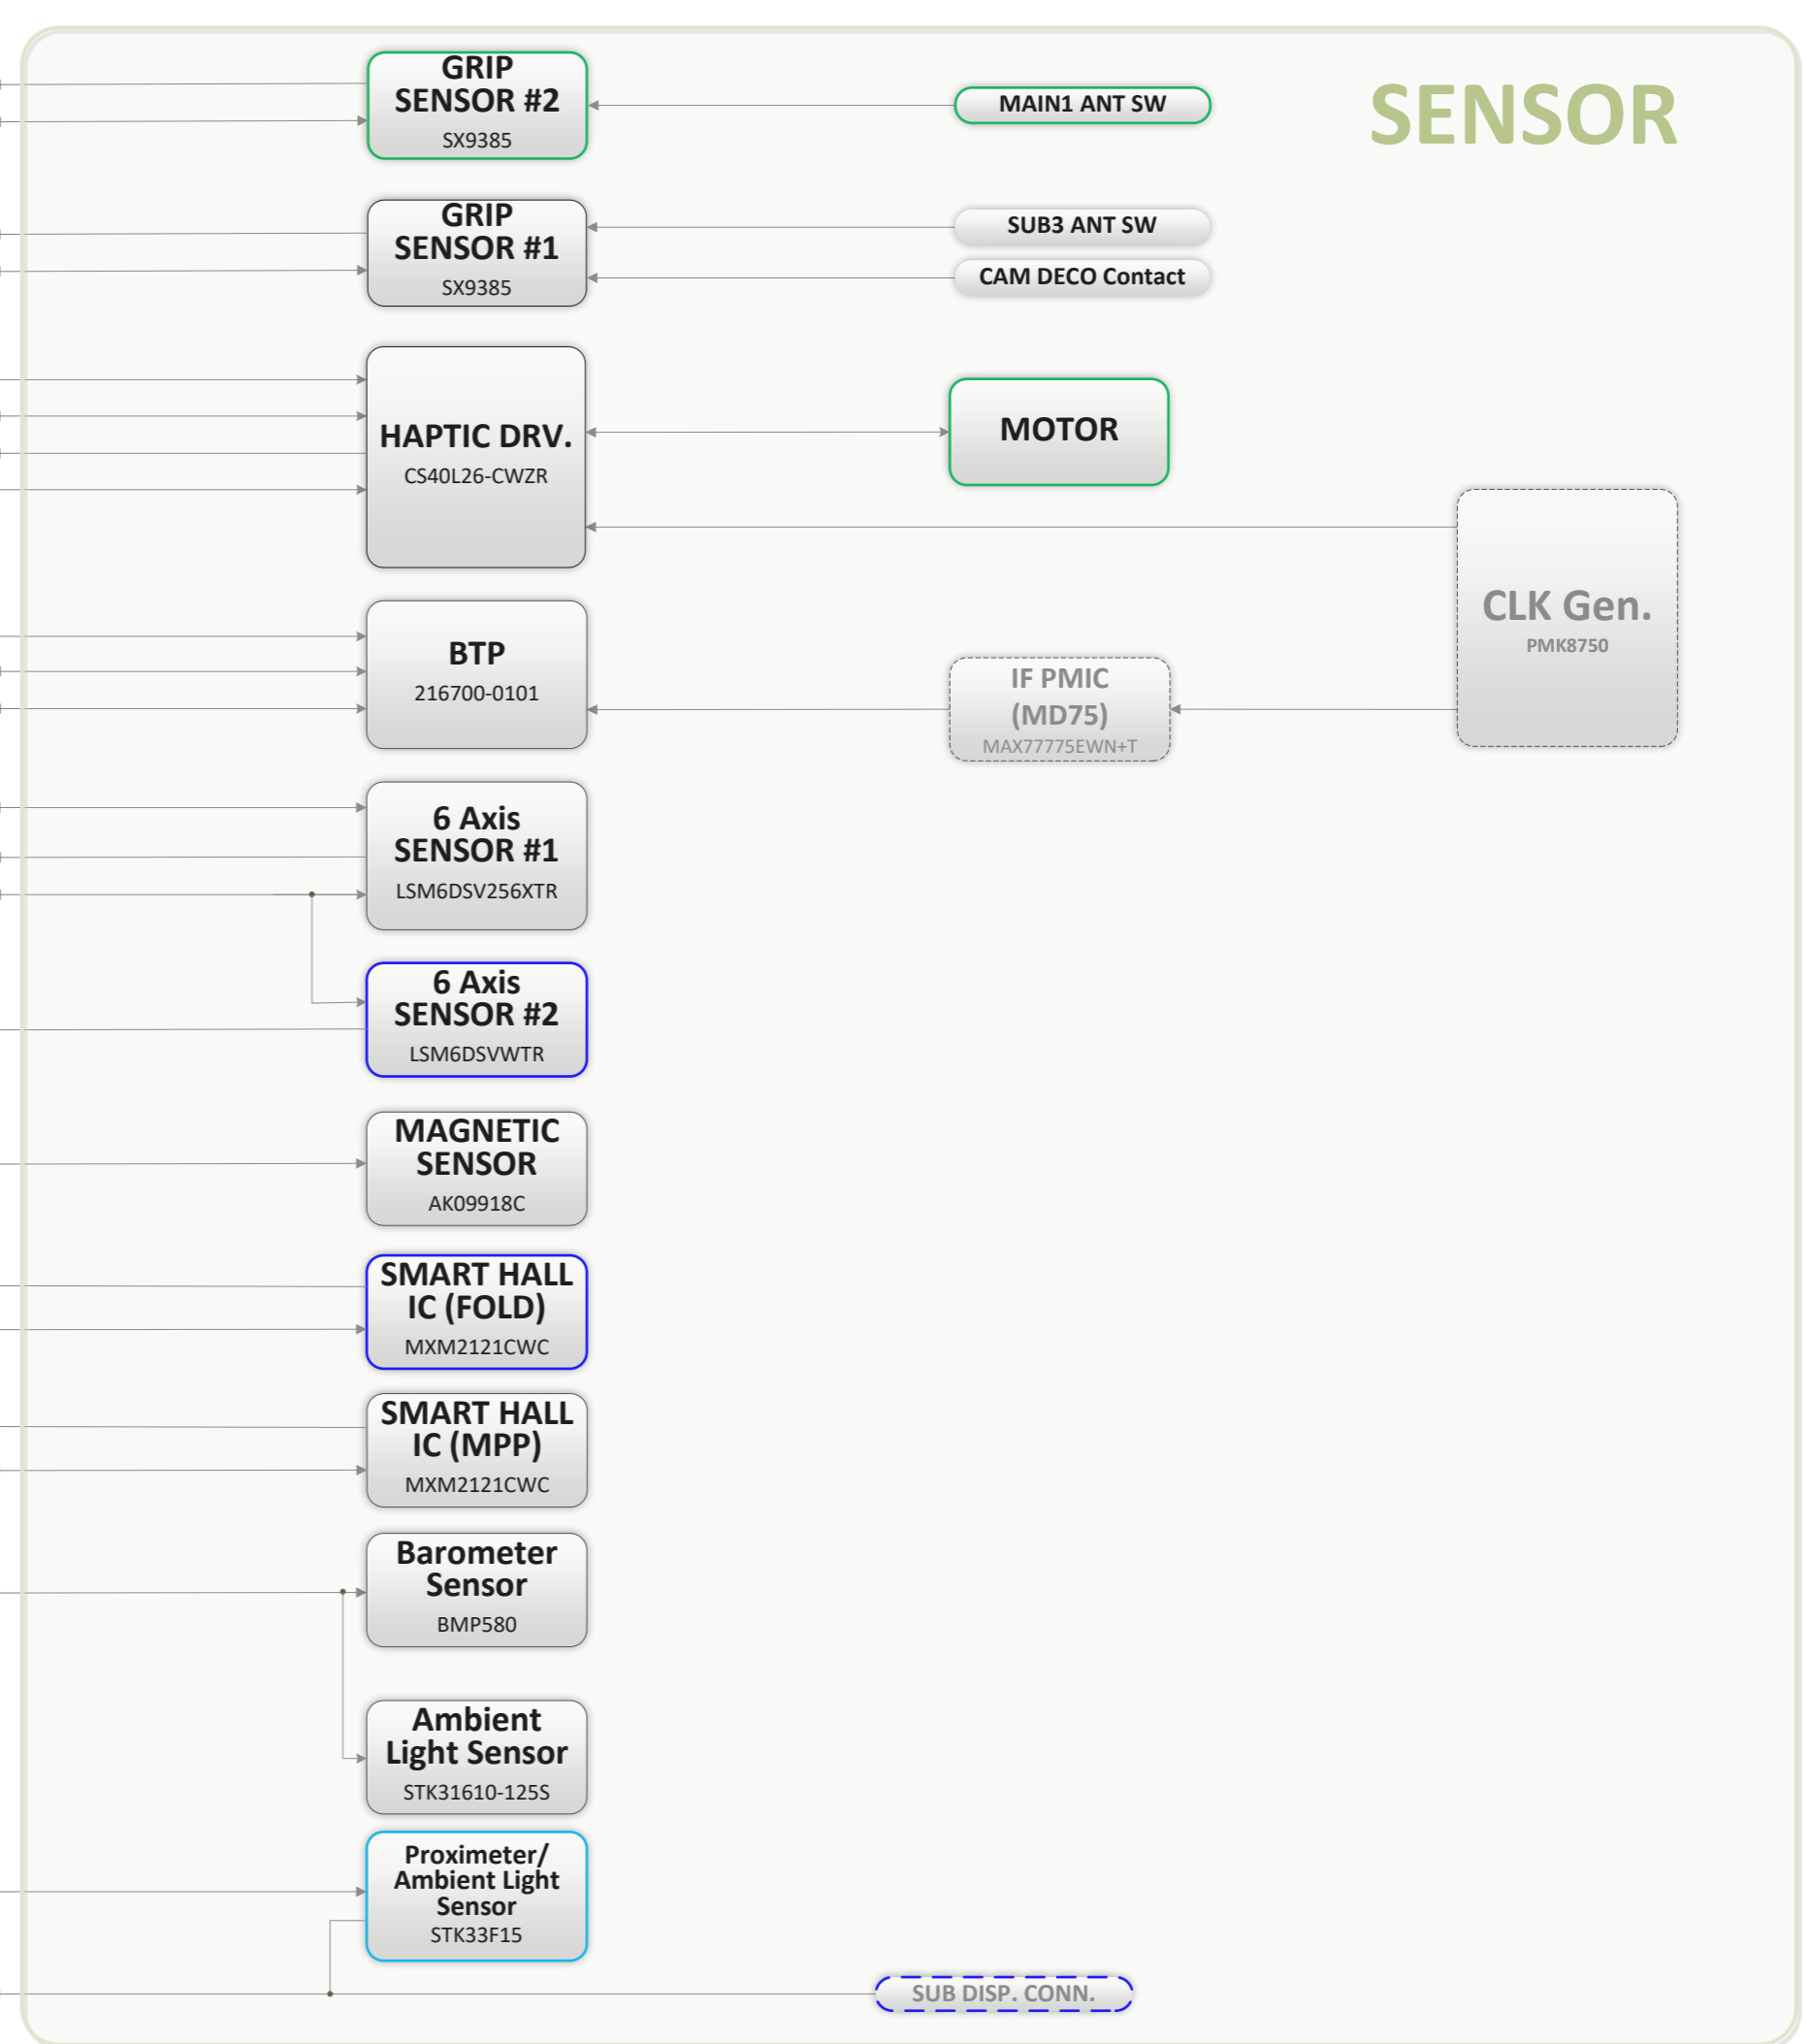 SENSOR
GRIP
SENSOR #2
SX9385
MAIN1 ANT SW
GRIP
SENSOR #1
SX9385
SUB3 ANT SW
CAM DECO Contact
HAPTIC DRV.
CS40L26-CWZR
MOTOR
CLK Gen.
PMK8750
BTP
216700-0101
IF PMIC
(MD75)
MAX77775EWN+T
6 Axis
SENSOR #1
LSM6DSV256XTR
6 Axis
SENSOR #2
LSM6DSVWTR
MAGNETIC
SENSOR
AK09918C
SMART HALL
IC (FOLD)
MXM2121CWC
SMART HALL
IC (MPP)
MXM2121CWC
Barometer
Sensor
BMP580
Ambient
Light Sensor
STK31610-125S
Proximeter/
Ambient Light
Sensor
STK33F15
SUB DISP. CONN.